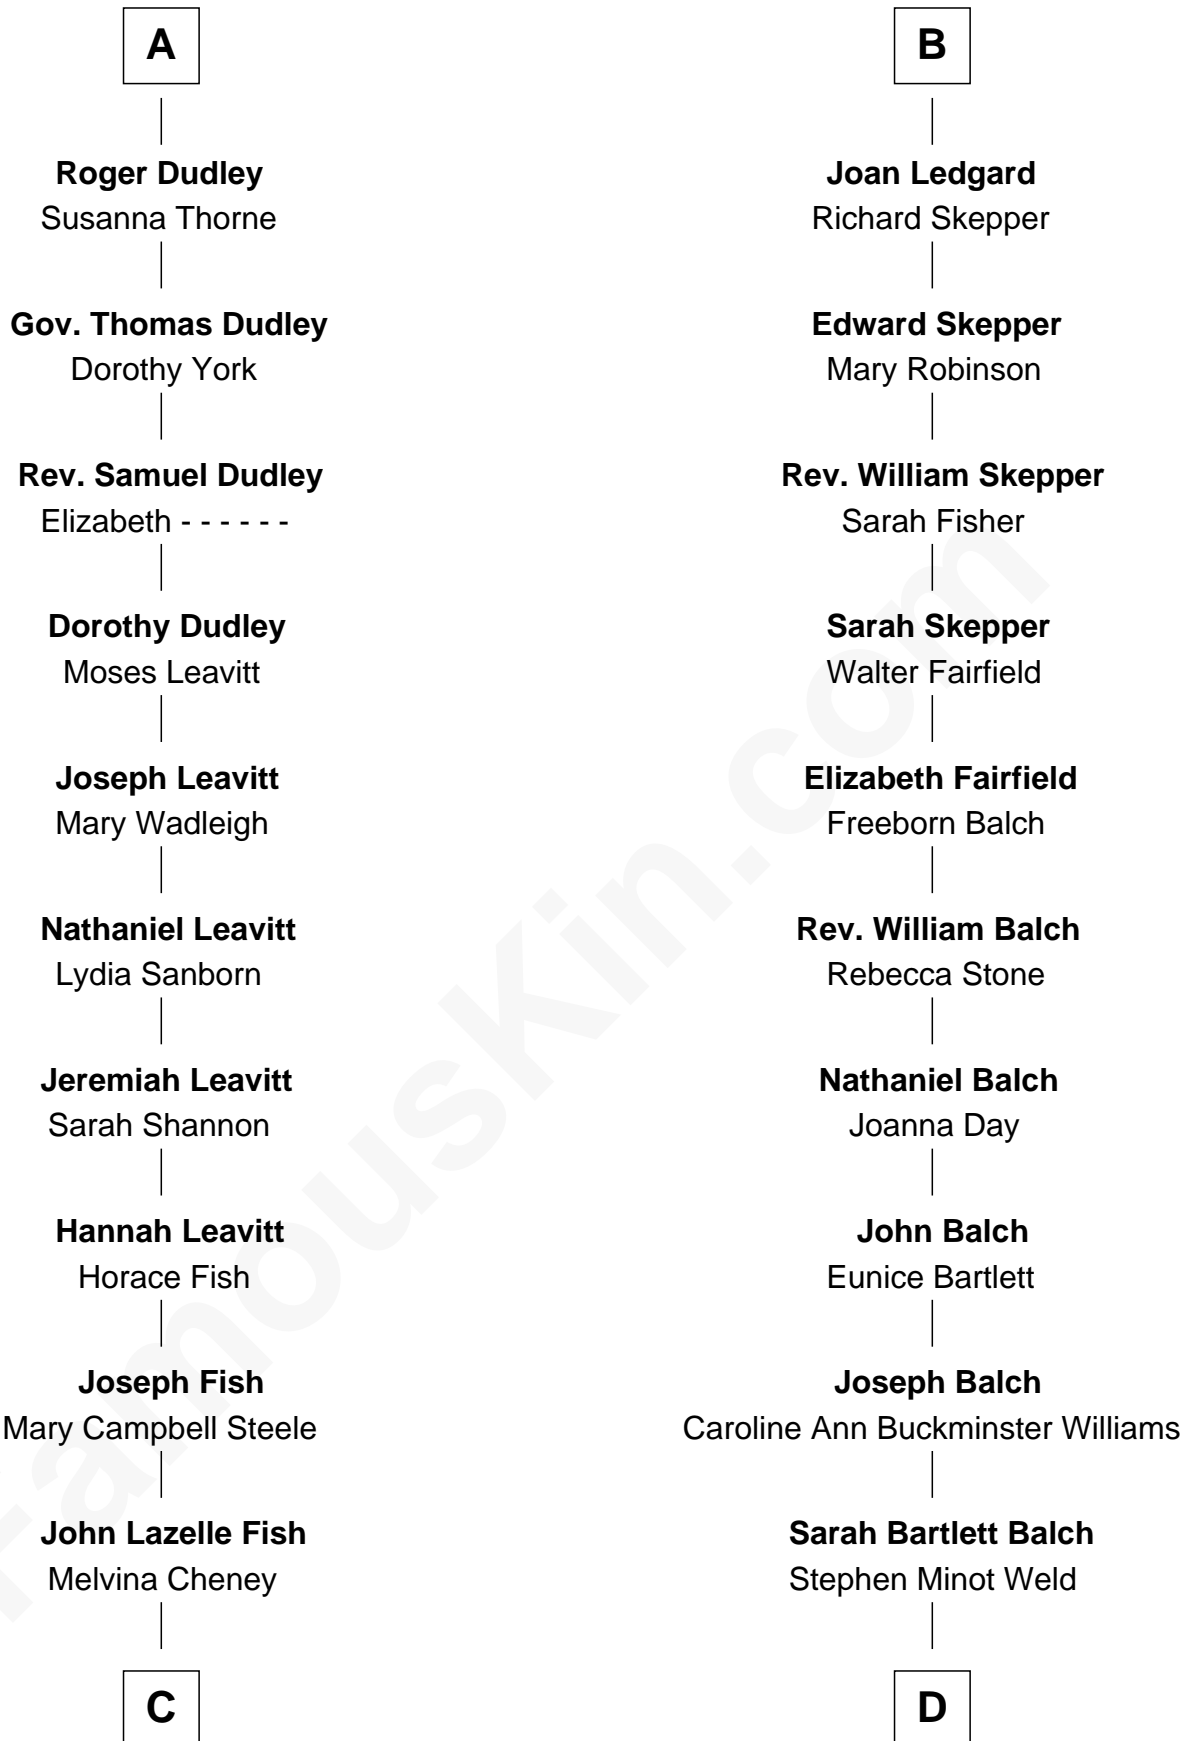 A
Roger Dudley
Susanna Thorne
Gov. Thomas Dudley
Dorothy York
Rev. Samuel Dudley
Elizabeth - - - - - -
Dorothy Dudley
Moses Leavitt
Joseph Leavitt
Mary Wadleigh
Nathaniel Leavitt
Lydia Sanborn
Jeremiah Leavitt
Sarah Shannon
Hannah Leavitt
Horace Fish
Joseph Fish
Mary Campbell Steele
John Lazelle Fish
Melvina Cheney
C
B
Joan Ledgard
Richard Skepper
Edward Skepper
Mary Robinson
Rev. William Skepper
Sarah Fisher
Sarah Skepper
Walter Fairfield
Elizabeth Fairfield
Freeborn Balch
Rev. William Balch
Rebecca Stone
Nathaniel Balch
Joanna Day
John Balch
Eunice Bartlett
Joseph Balch
Caroline Ann Buckminster Williams
Sarah Bartlett Balch
Stephen Minot Weld
D
FamousKin.com